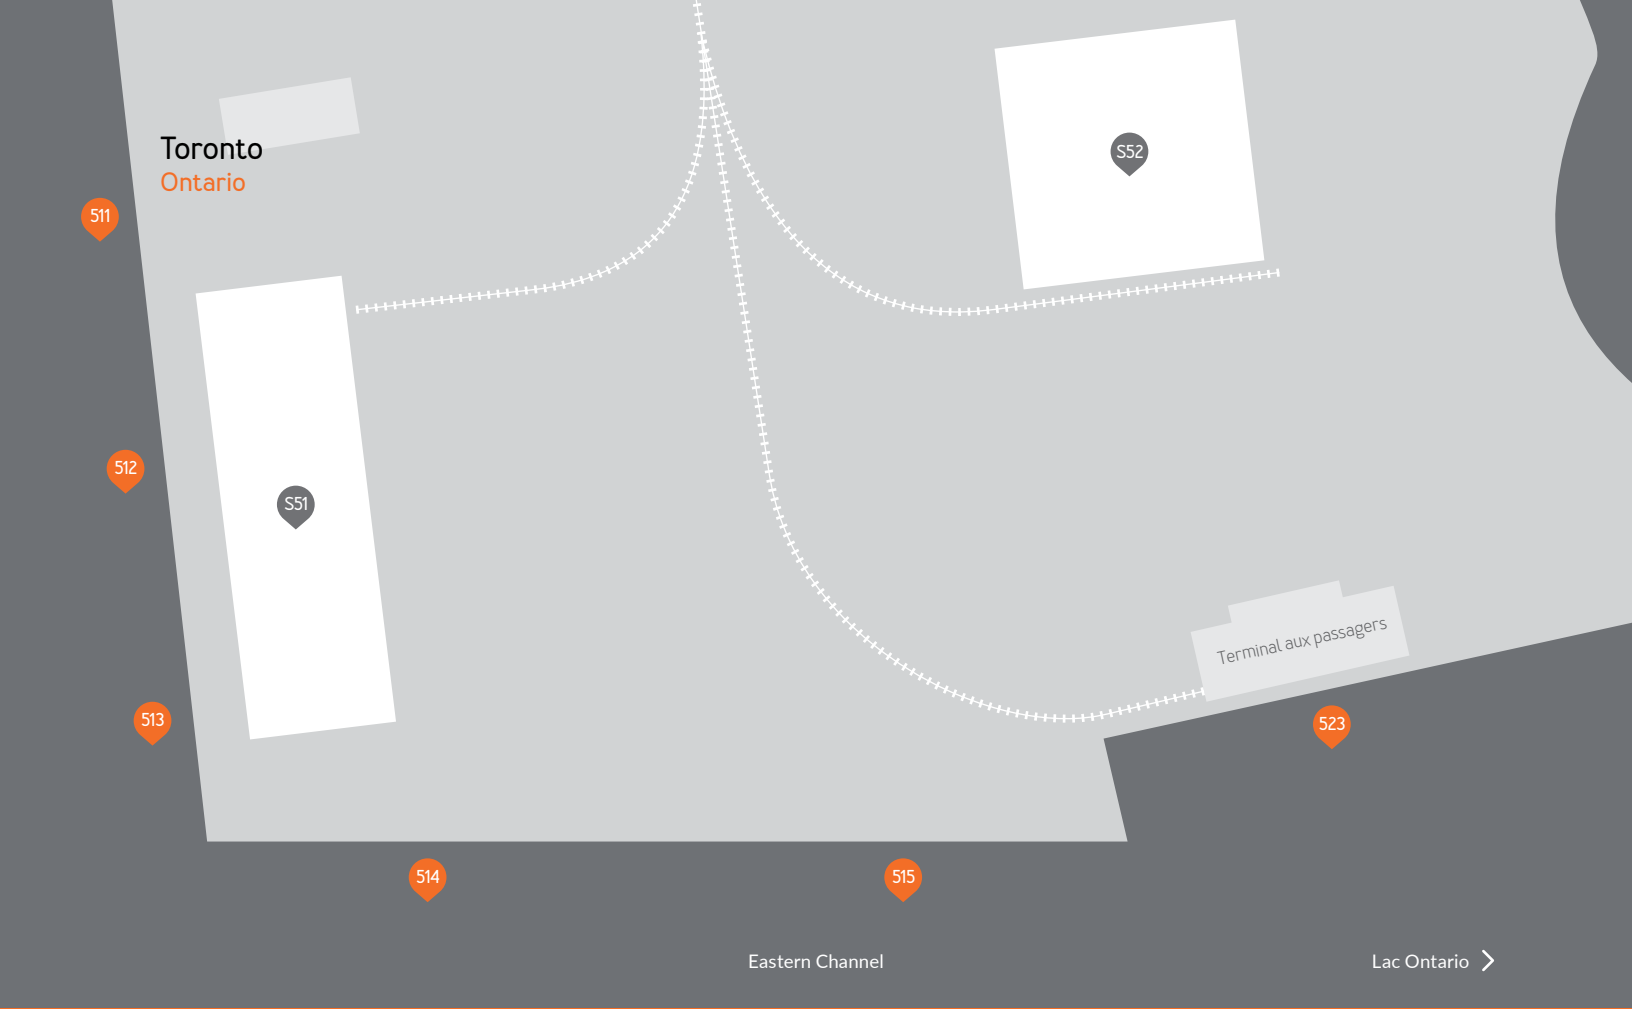 S52
Toronto
Ontario
511
512
S51
Terminal aux passagers
513
523
514
515
Eastern Channel
Lac Ontario